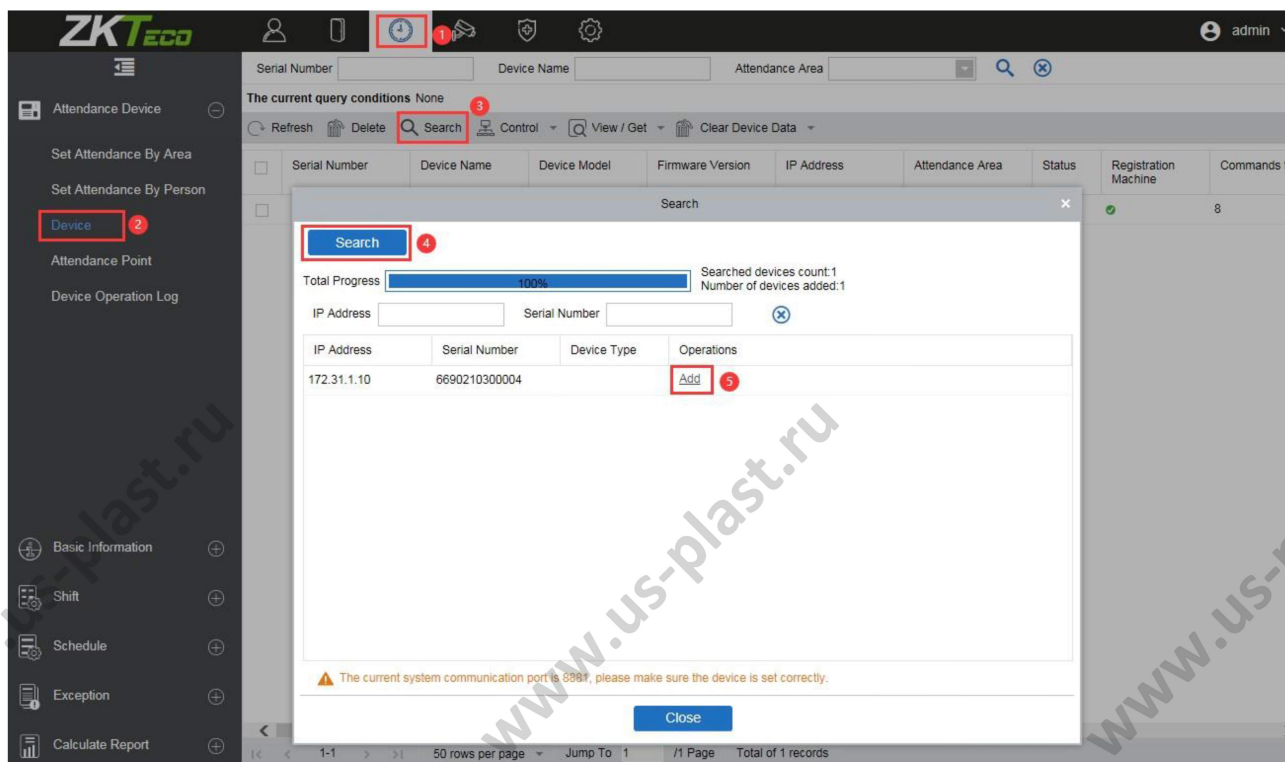 ZKTeco
1
admin
Serial Number Device Name Attendance Area
Attendance Device
The current query conditions None
3
Refresh Delete Search Control View / Get Clear Device Data
Set Attendance By Area
Serial Number Device Name Device Model Firmware Version IP Address Attendance Area Status Registration Machine Commands
Set Attendance By Person
Search
8
Device 2
Search 4
Attendance Point
Total Progress 100% Searched devices count:1
Number of devices added:1
Device Operation Log
IP Address Serial Number
IP Address Serial Number Device Type Operations
172.31.1.10 6690210300004 Add 5
www.us-plast.ru
Basic Information
Shift
Schedule
The current system communication port is 8881, please make sure the device is set correctly.
Exception
Close
Calculate Report
1-1 50 rows per page Jump To 1 /1 Page Total of 1 records